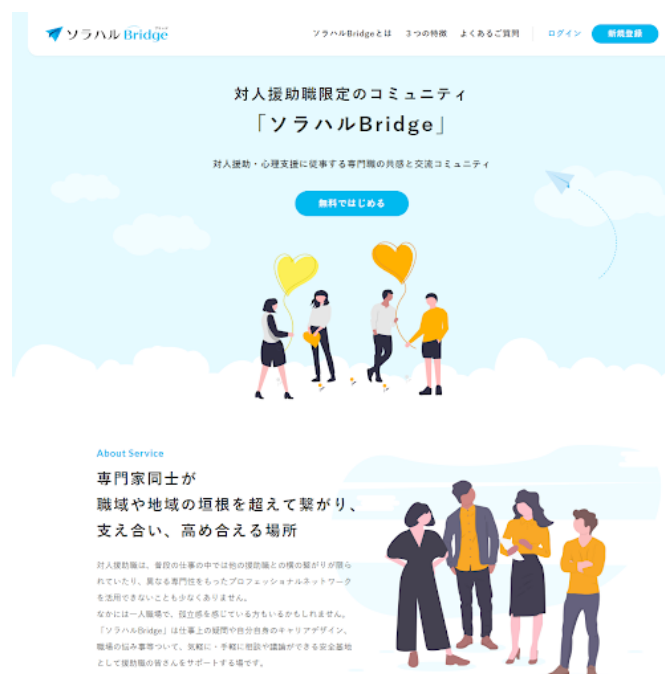 ソラハル Bridge
ソラハルBridgeとは 3つの特徴 よくあるご質問 ログイン 新規登録
対人援助職限定のコミュニティ
「ソラハルBridge」
対人援助・心理支援に従事する専門職の共感と交流コミュニティ
無料ではじめる
About Service
専門家同士が
職域や地域の垣根を超えて繋がり、
支え合い、高め合える場所
対人援助職は、普段の仕事の中では他の援助職との横の繋がりが限ら
れていたり、異なる専門性をもったプロフェッショナルネットワーク
を活用できないことも少なくありません。
なかには一人職場で、孤立感を感じている方もいるかもしれません。
「ソラハルBridge」は仕事上の疑問や自分自身のキャリアデザイン、
職場の悩み事等ついて、気軽に・手軽に相談や議論ができる安全基地
として援助職の皆さんをサポートする場です。